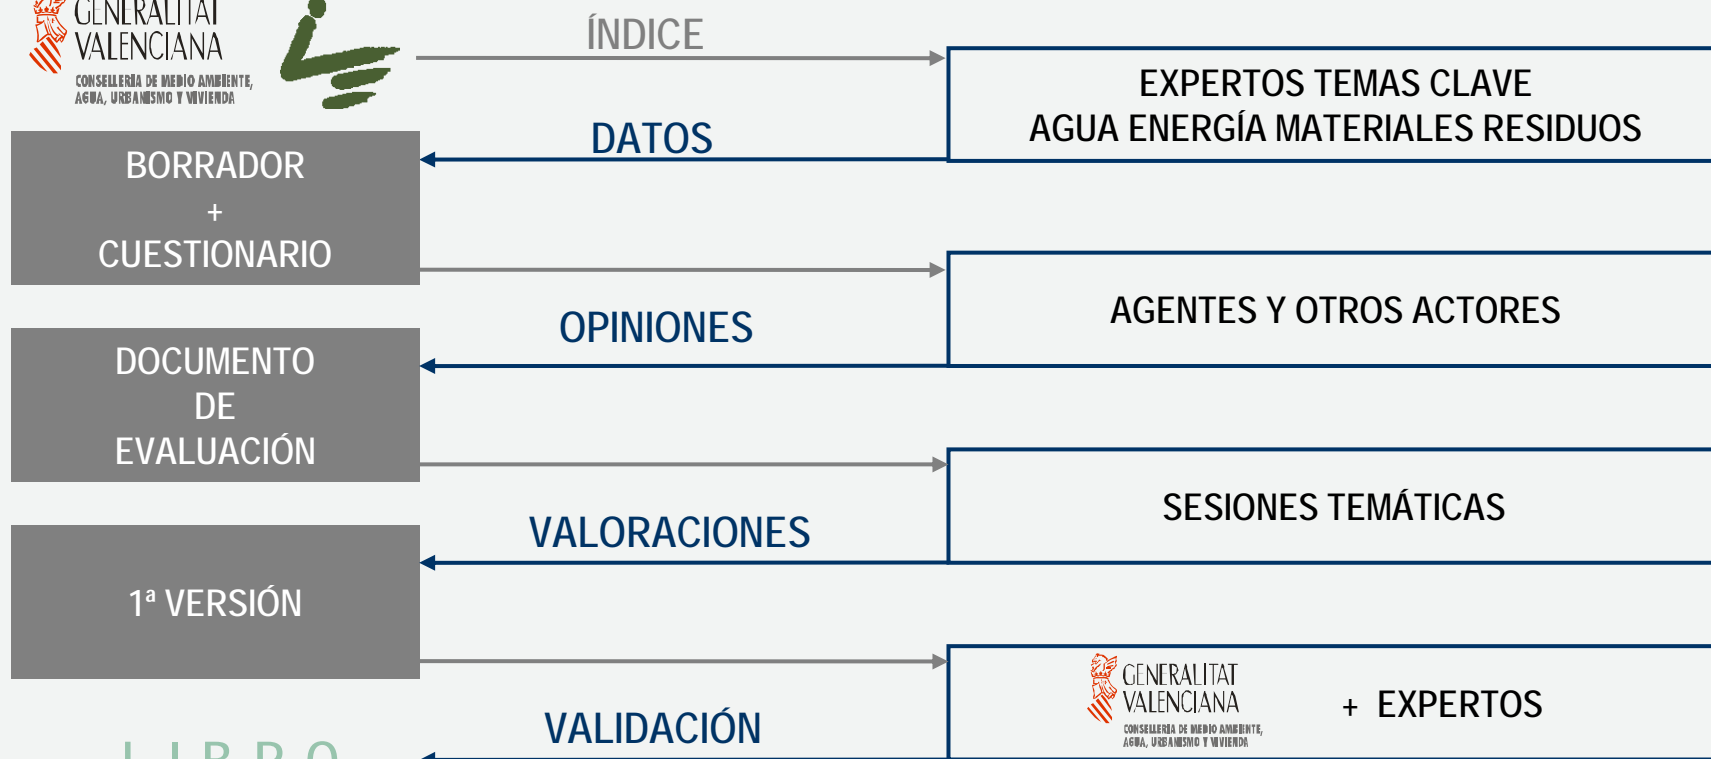 GENERALITAT
VALENCIANA
CONSELLERIA DE MEDIO AMBIENTE,
AGUA, URBANISMO Y VIVIENDA
ÍNDICE
EXPERTOS TEMAS CLAVE
AGUA ENERGÍA MATERIALES RESIDUOS
DATOS
BORRADOR
+
CUESTIONARIO
AGENTES Y OTROS ACTORES
OPINIONES
DOCUMENTO
DE
EVALUACIÓN
SESIONES TEMÁTICAS
VALORACIONES
1ª VERSIÓN
GENERALITAT
VALENCIANA
CONSELLERIA DE MEDIO AMBIENTE,
AGUA, URBANISMO Y VIVIENDA
+ EXPERTOS
VALIDACIÓN
LIBRO